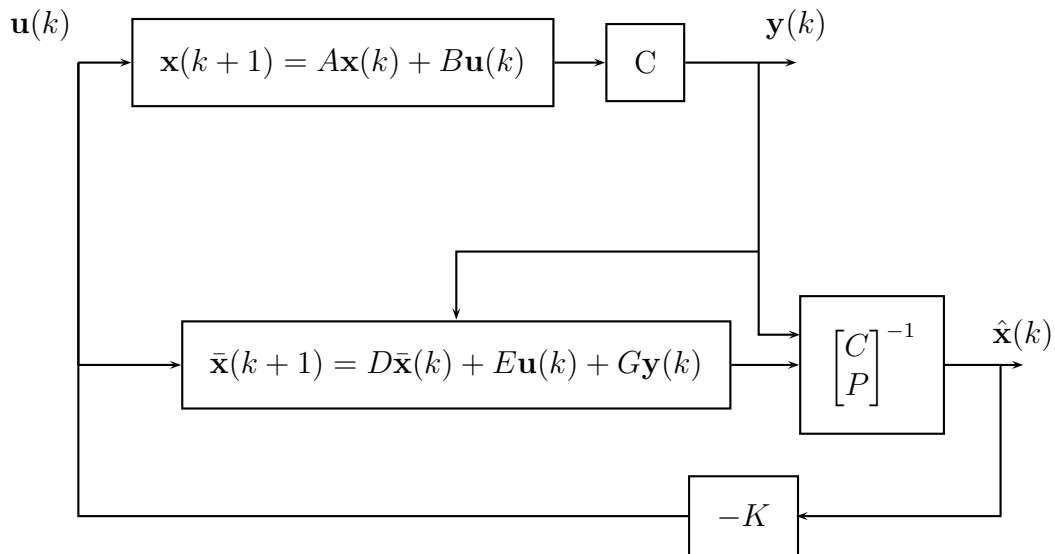 𝐮(k)
𝐲(k)
𝐱(k + 1) = A𝐱(k) + B𝐮(k)
C
x̄(k + 1) = Dx̄(k) + E𝐮(k) + G𝐲(k)
[C
P]⁻¹
x̂(k)
−K